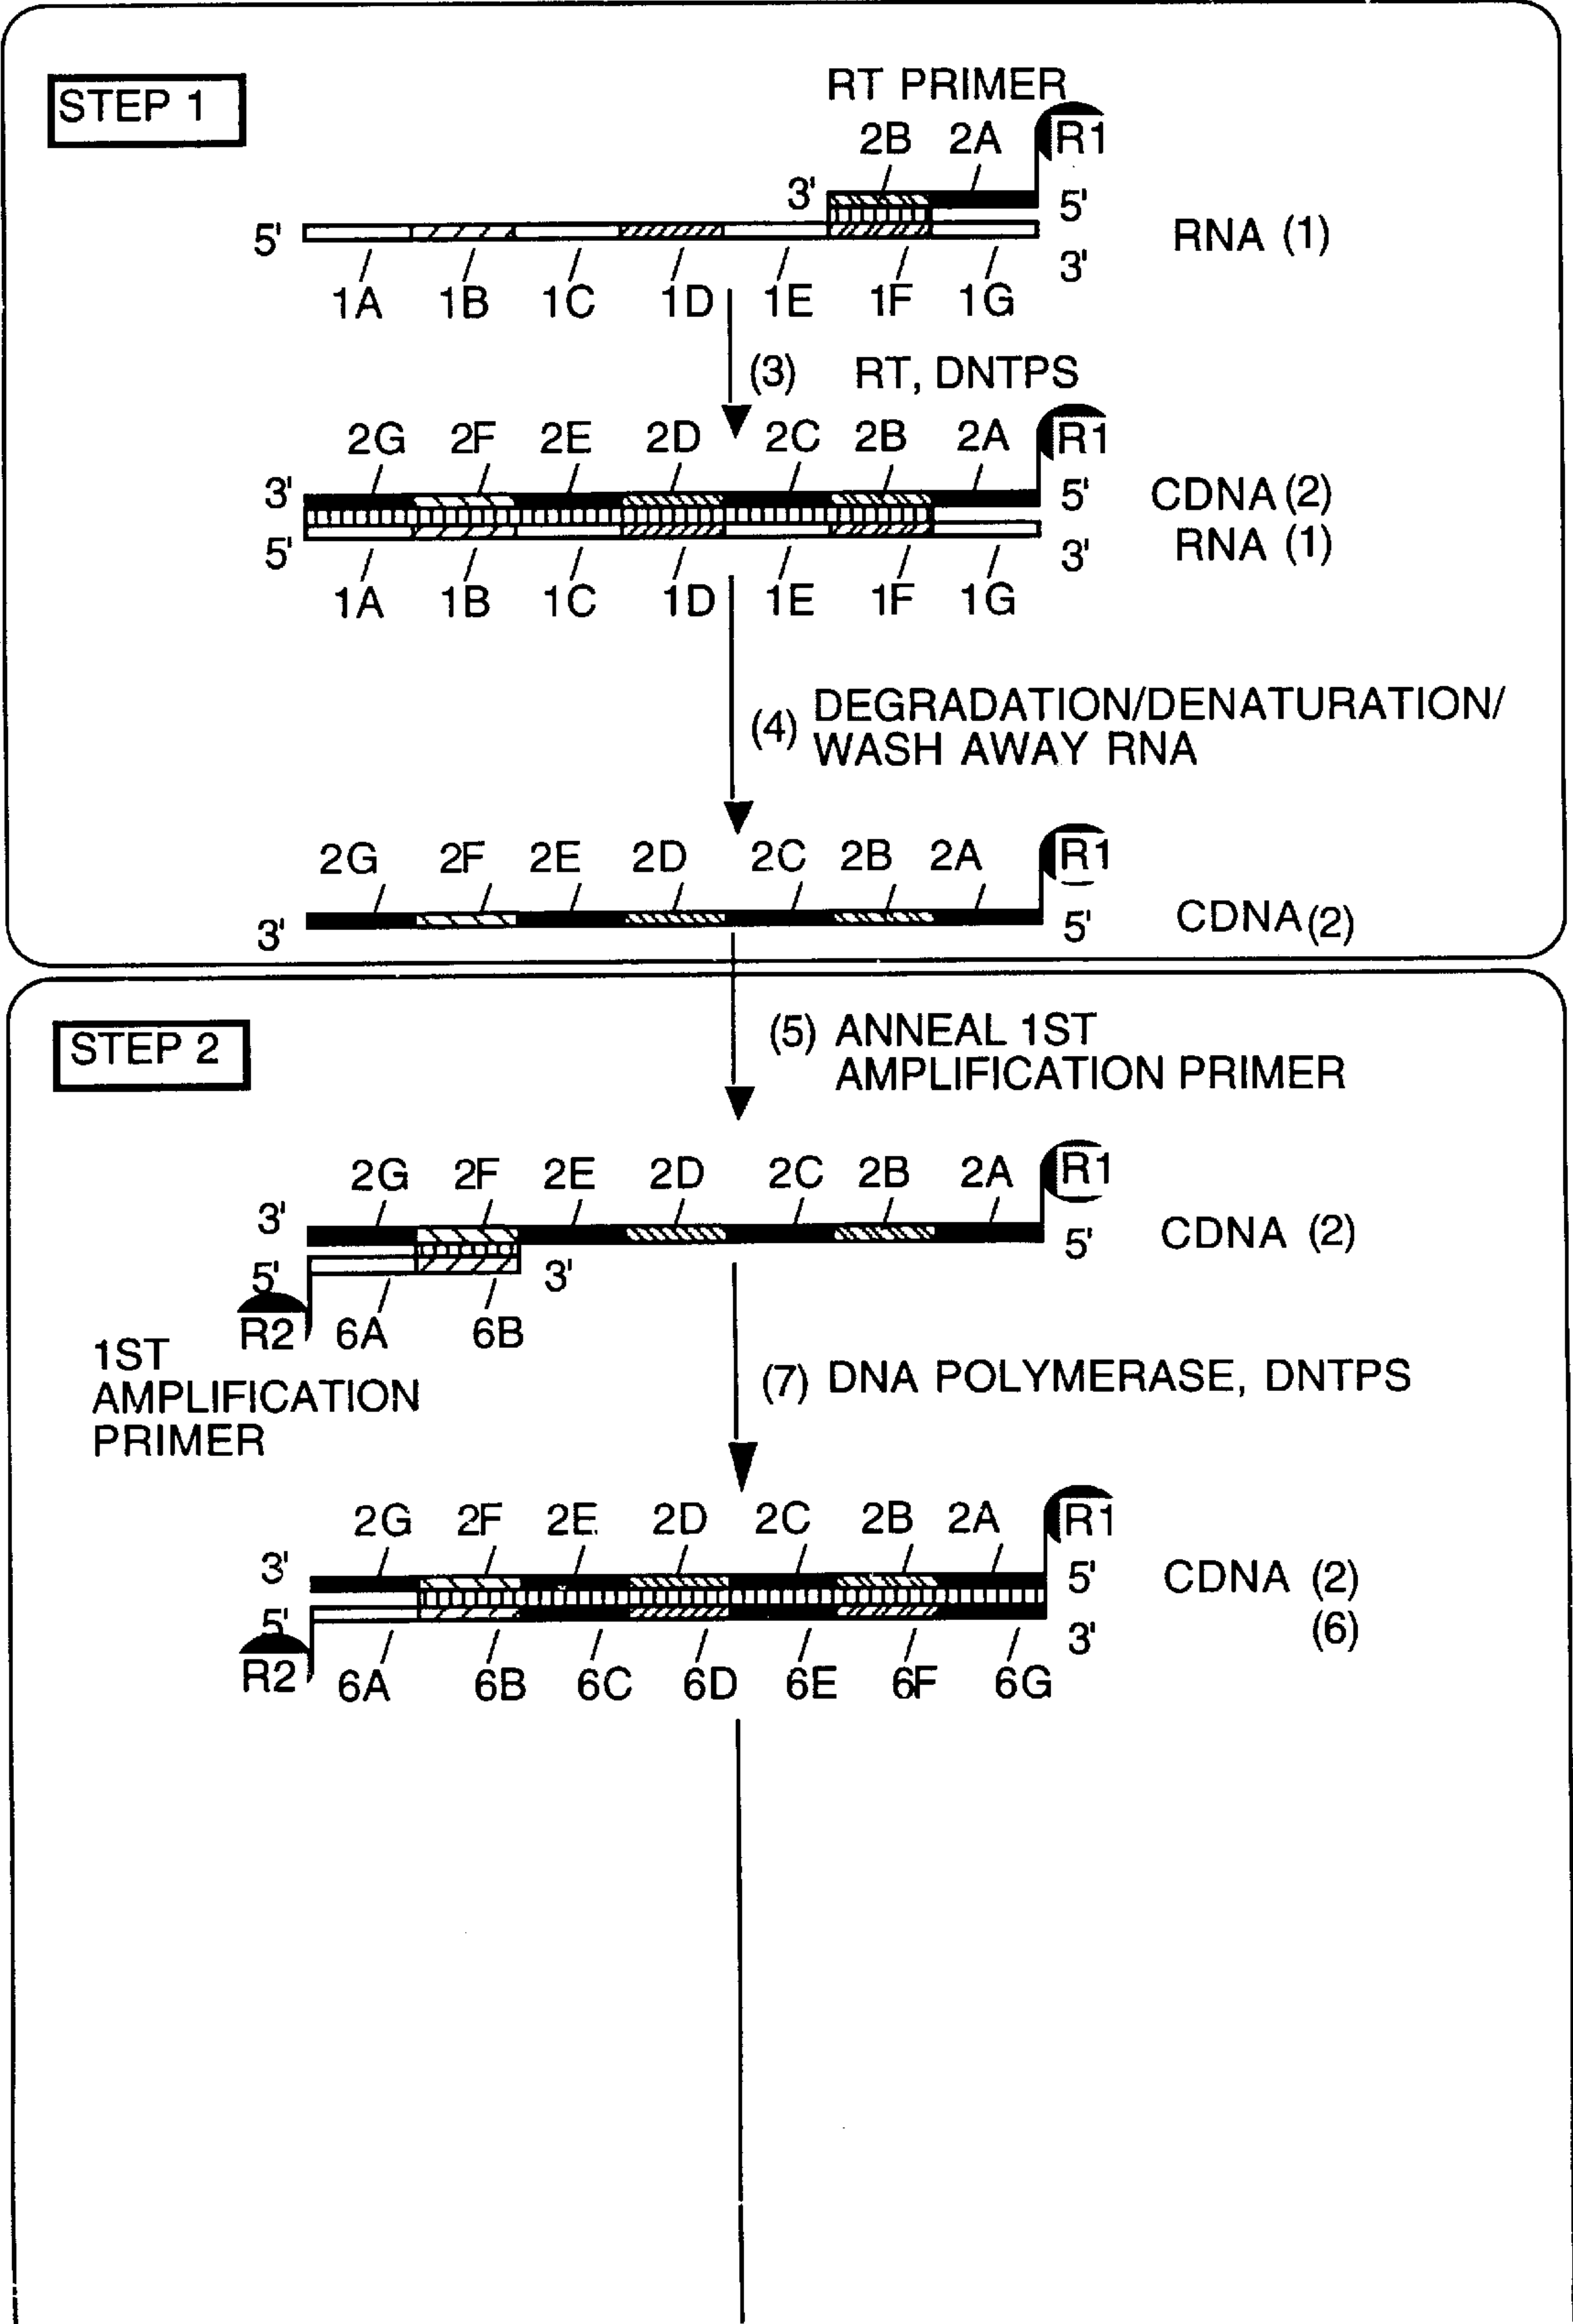 STEP 1
RT PRIMER
2B 2A R1
3' 5'
5' RNA (1)
3'
1A 1B 1C 1D 1E 1F 1G
(3) RT, DNTPS
2G 2F 2E 2D 2C 2B 2A R1
3' 5' CDNA (2)
5' 3' RNA (1)
1A 1B 1C 1D 1E 1F 1G
(4) DEGRADATION/DENATURATION/
WASH AWAY RNA
2G 2F 2E 2D 2C 2B 2A R1
3' 5' CDNA (2)
STEP 2
(5) ANNEAL 1ST
AMPLIFICATION PRIMER
2G 2F 2E 2D 2C 2B 2A R1
3' 5' CDNA (2)
5' 3'
R2 6A 6B
1ST
AMPLIFICATION
PRIMER
(7) DNA POLYMERASE, DNTPS
2G 2F 2E 2D 2C 2B 2A R1
3' 5' CDNA (2)
5' 3' (6)
R2 6A 6B 6C 6D 6E 6F 6G